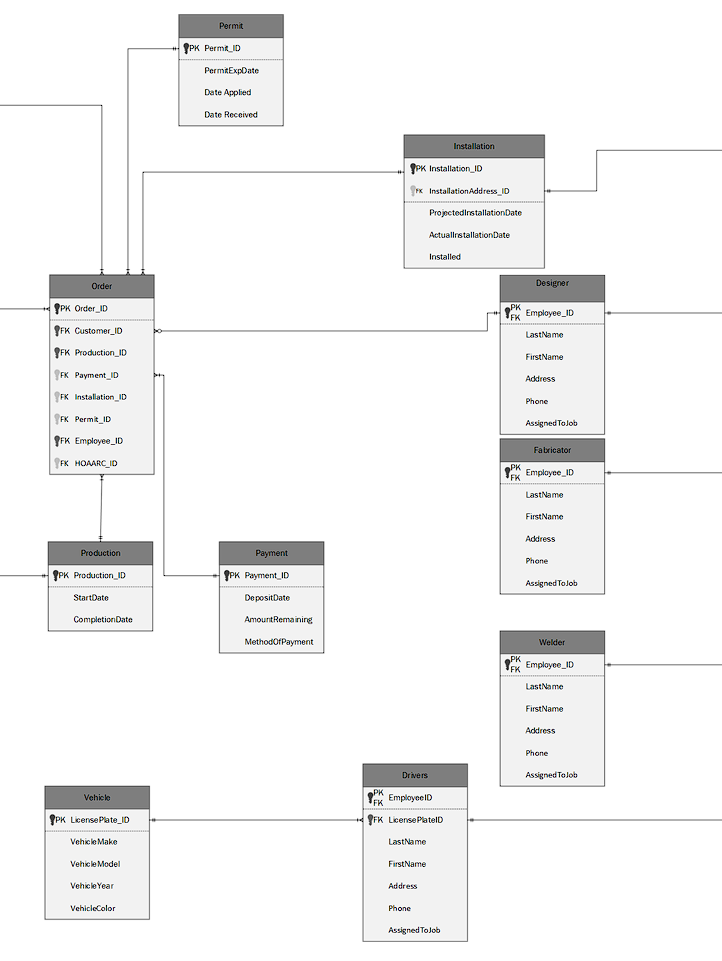 Permit
PK Permit_ID
PermitExpDate
Date Applied
Date Received
Installation
PK Installation_ID
FK InstallationAddress_ID
ProjectedInstallationDate
ActualInstallationDate
Installed
Order
PK Order_ID
FK Customer_ID
FK Production_ID
FK Payment_ID
FK Installation_ID
FK Permit_ID
FK Employee_ID
FK HOAARC_ID
Designer
PK
FK Employee_ID
LastName
FirstName
Address
Phone
AssignedToJob
Fabricator
PK
FK Employee_ID
LastName
FirstName
Address
Phone
AssignedToJob
Production
PK Production_ID
StartDate
CompletionDate
Payment
PK Payment_ID
DepositDate
AmountRemaining
MethodOfPayment
Welder
PK
FK Employee_ID
LastName
FirstName
Address
Phone
AssignedToJob
Vehicle
PK LicensePlate_ID
VehicleMake
VehicleModel
VehicleYear
VehicleColor
Drivers
PK
FK EmployeeID
FK LicensePlateID
LastName
FirstName
Address
Phone
AssignedToJob